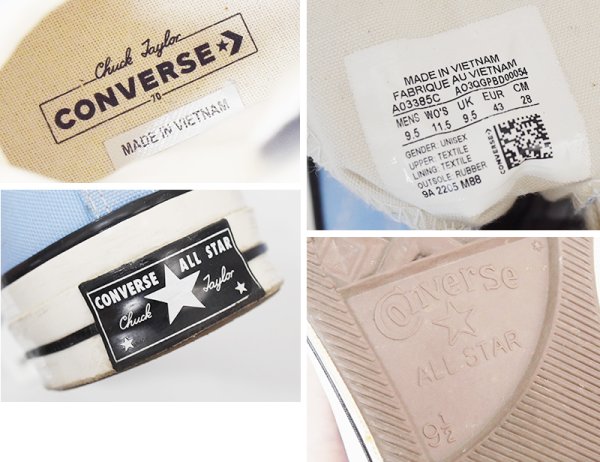 Chuck Taylor
CONVERSE
70
MADE IN VIETNAM
MADE IN VIETNAM
FABRIQUE AU VIETNAM
A03385C A03QGPBD00054
MENS WO'S UK EUR CM
9.5 11.5 9.5 43 28
GENDER: UNISEX
UPPER: TEXTILE
LINING: TEXTILE
OUTSOLE: RUBBER
9A 2205 M88
CONVERSE
CONVERSE ALL STAR
Chuck Taylor
Converse
ALL STAR
9½